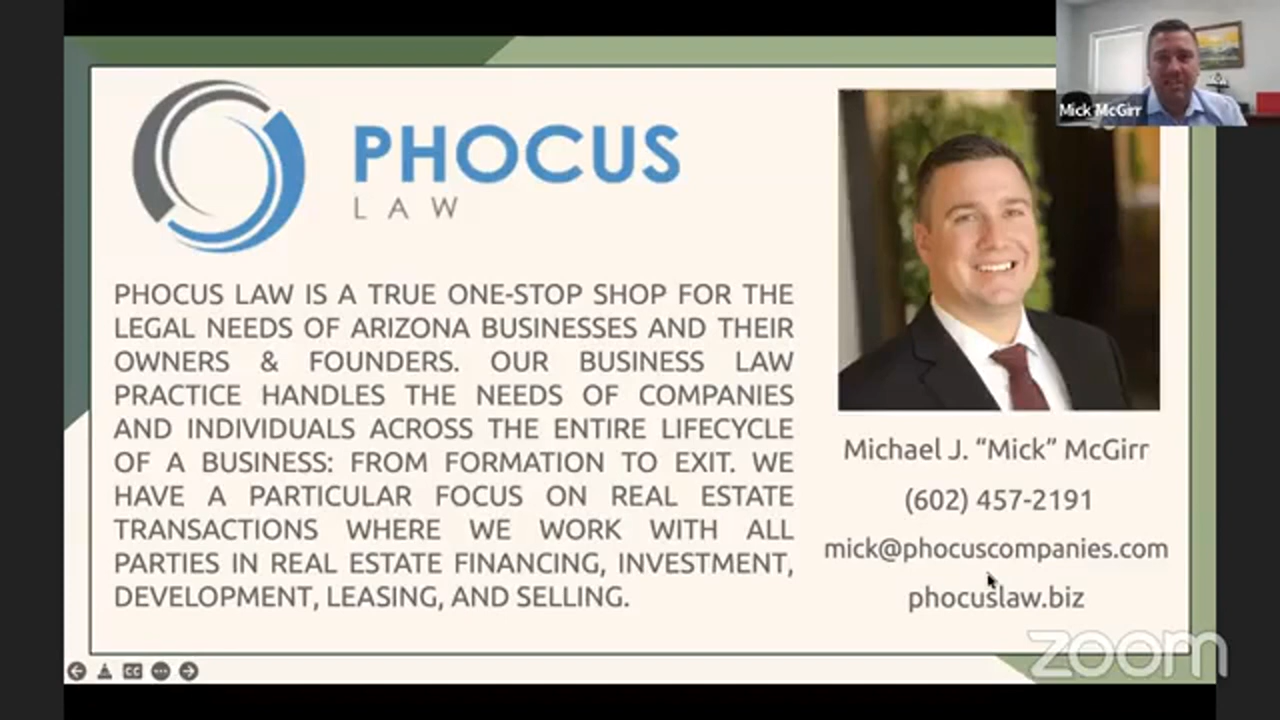 PHOCUS
LAW
PHOCUS LAW IS A TRUE ONE-STOP SHOP FOR THE
LEGAL NEEDS OF ARIZONA BUSINESSES AND THEIR
OWNERS & FOUNDERS. OUR BUSINESS LAW
PRACTICE HANDLES THE NEEDS OF COMPANIES
AND INDIVIDUALS ACROSS THE ENTIRE LIFECYCLE
OF A BUSINESS: FROM FORMATION TO EXIT. WE
HAVE A PARTICULAR FOCUS ON REAL ESTATE
TRANSACTIONS WHERE WE WORK WITH ALL
PARTIES IN REAL ESTATE FINANCING, INVESTMENT,
DEVELOPMENT, LEASING, AND SELLING.
Mick McGirr
Michael J. “Mick” McGirr
(602) 457-2191
mick@phocuscompanies.com
phocuslaw.biz
zoom
CC